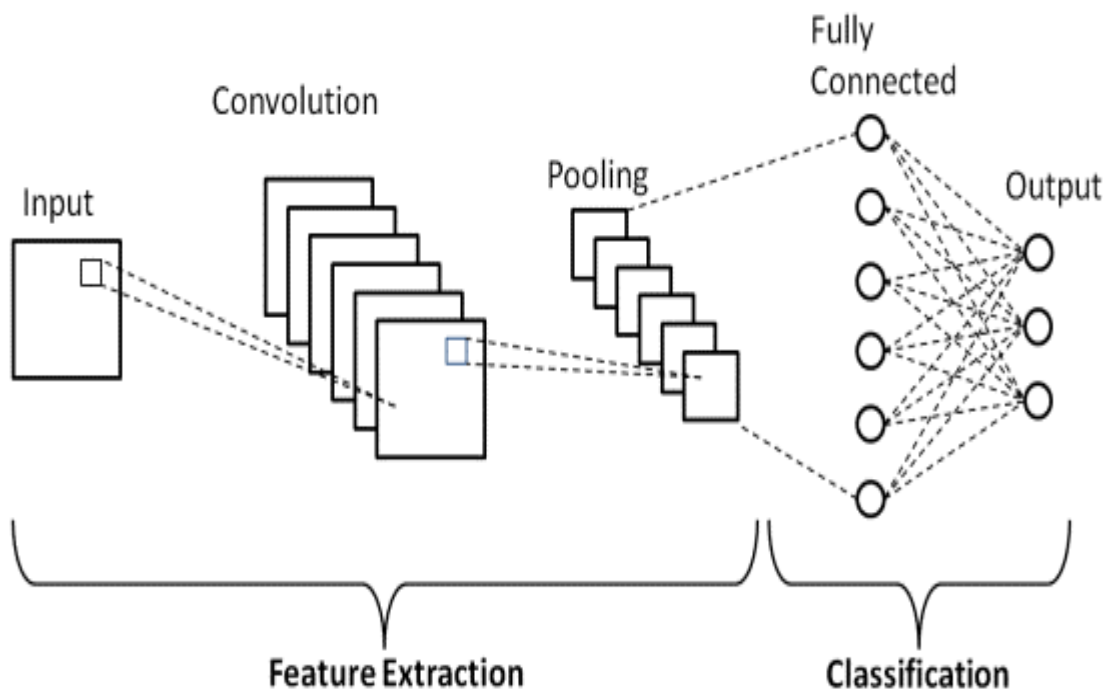 Input
Convolution
Pooling
Fully
Connected
Output
Feature Extraction
Classification